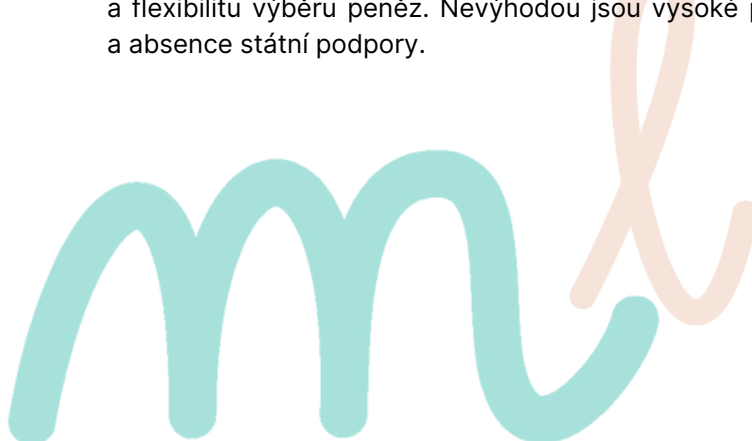 a flexibilitu výběru peněz. Nevýhodou jsou vysoké
a absence státní podpory.
m
l